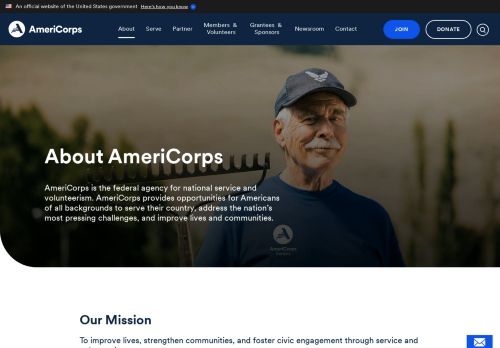 An official website of the United States government Here's how you know
AmeriCorps
About
Serve
Partner
Members &
Volunteers
Grantees &
Sponsors
Newsroom
Contact
JOIN
DONATE
About AmeriCorps
AmeriCorps is the federal agency for national service and
volunteerism. AmeriCorps provides opportunities for Americans
of all backgrounds to serve their country, address the nation's
most pressing challenges, and improve lives and communities.
AmeriCorps
Seniors
Our Mission
To improve lives, strengthen communities, and foster civic engagement through service and